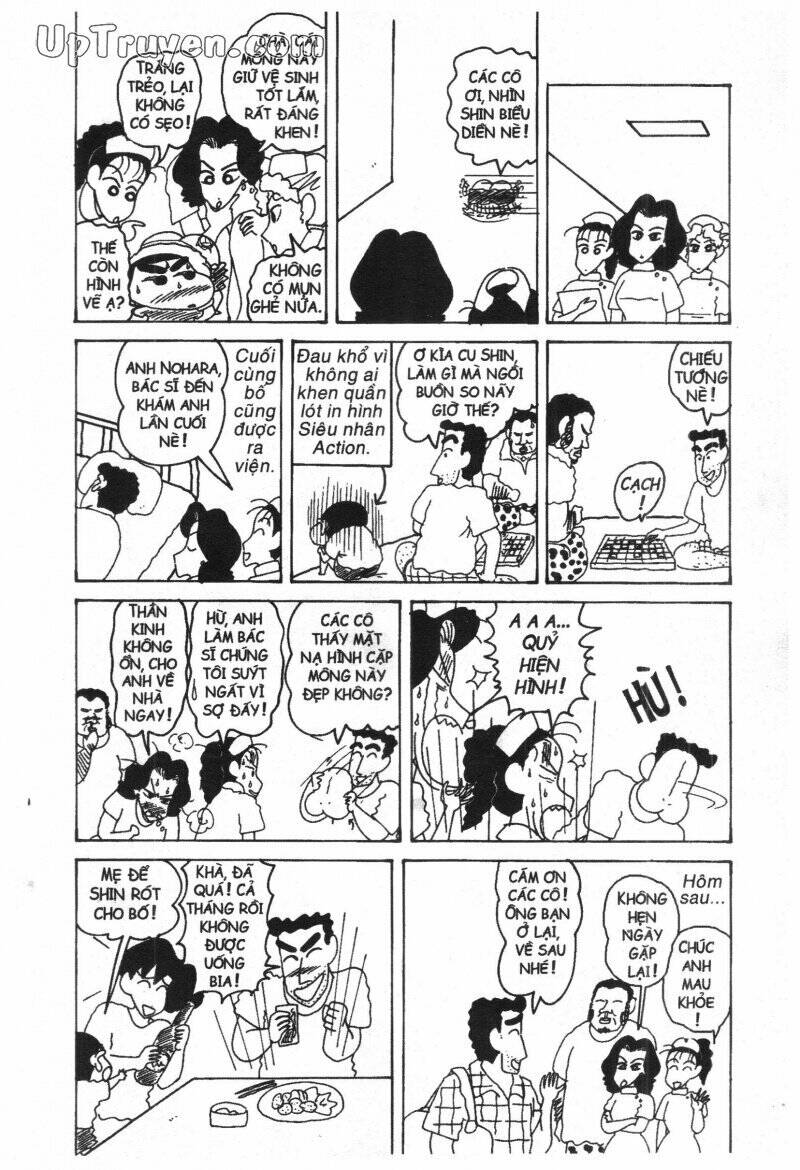 UpTruyen.com
CÁC CÔ
ƠI, NHÌN
SHIN BIỂU
DIỄN NÈ!
CHÀ, CÁI
MÔNG NÀY
GIỮ VỆ SINH
TỐT LẮM,
RẤT ĐÁNG
KHEN!
TRẮNG
TRẺO, LẠI
KHÔNG
CÓ SẸO!
KHÔNG
CÓ MỤN
GHẺ NỮA.
THẾ
CÒN
HÌNH
VẼ Ạ?
CHIẾU
TƯỚNG
NÈ!
CẠCH
!
Ơ KÌA CU SHIN,
LÀM GÌ MÀ NGỒI
BUỒN SO NÃY
GIỜ THẾ?
Đau khổ vì
không ai
khen quần
lót in hình
Siêu nhân
Action.
Cuối
cùng
bố
cũng
được
ra
viện.
ANH NOHARA,
BÁC SĨ ĐẾN
KHÁM ANH
LẦN CUỐI
NÈ!
HÙ!
A A A...
QUỶ
HIỆN
HÌNH!
CÁC CÔ
THẤY MẶT
NẠ HÌNH CẶP
MÔNG NÀY
ĐẸP KHÔNG?
HỪ, ANH
LÀM BÁC
SĨ CHÚNG
TÔI SUÝT
NGẤT VÌ
SỢ ĐẤY!
THẦN
KINH
KHÔNG
ỔN, CHO
ANH VỀ
NHÀ
NGAY!
Hôm
sau...
CHÚC
ANH
MAU
KHỎE
!
KHÔNG
HẸN
NGÀY
GẶP
LẠI!
CẢM ƠN
CÁC CÔ!
ÔNG BẠN
Ở LẠI,
VỀ SAU
NHÉ!
KHÀ, ĐÃ
QUÁ! CẢ
THÁNG RỒI
KHÔNG
ĐƯỢC
UỐNG
BIA!
MẸ ĐỂ
SHIN RÓT
CHO BỐ!